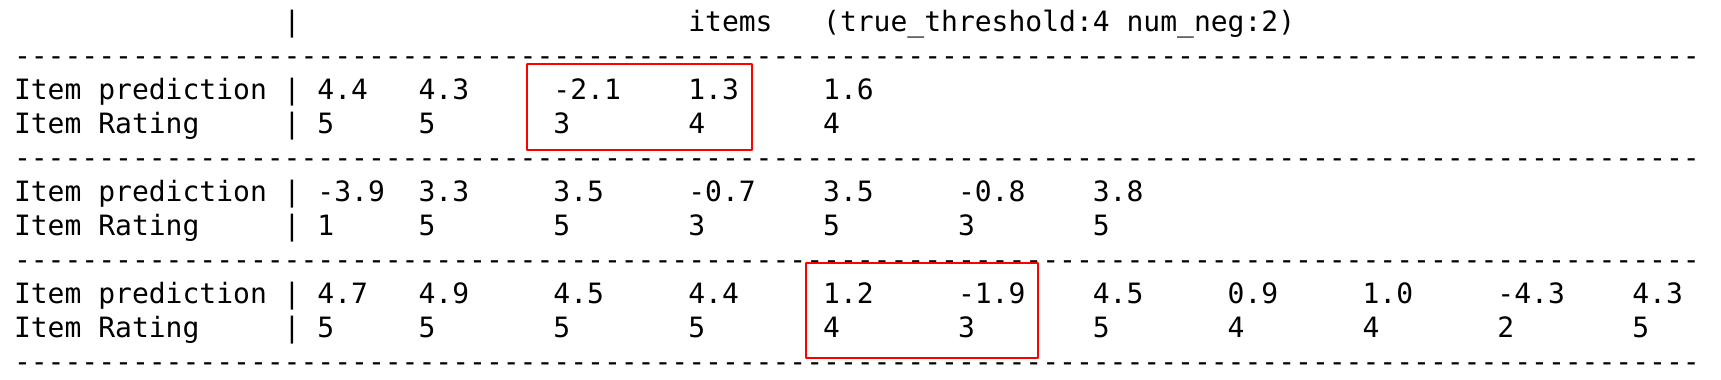 | items (true_threshold:4 num_neg:2)
----------------------------------------------------------------------------------------------------
Item prediction | 4.4 4.3 -2.1 1.3 1.6
Item Rating | 5 5 3 4 4
----------------------------------------------------------------------------------------------------
Item prediction | -3.9 3.3 3.5 -0.7 3.5 -0.8 3.8
Item Rating | 1 5 5 3 5 3 5
----------------------------------------------------------------------------------------------------
Item prediction | 4.7 4.9 4.5 4.4 1.2 -1.9 4.5 0.9 1.0 -4.3 4.3
Item Rating | 5 5 5 5 4 3 5 4 4 2 5
----------------------------------------------------------------------------------------------------